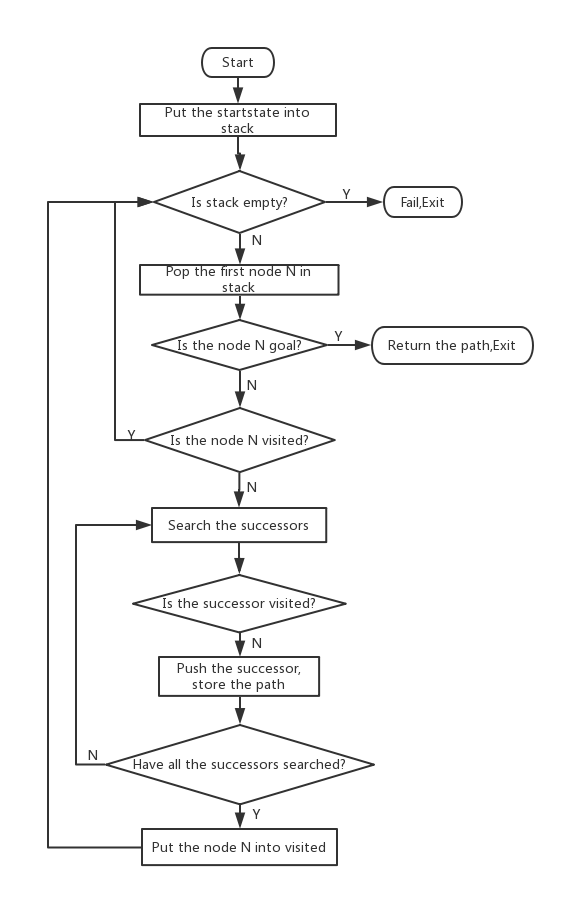 Start
Put the startstate into
stack
Is stack empty?
Y
Fail,Exit
N
Pop the first node N in
stack
Is the node N goal?
Y
Return the path,Exit
N
Y
Is the node N visited?
N
Search the successors
Is the successor visited?
N
Push the successor,
store the path
N
Have all the successors searched?
Y
Put the node N into visited